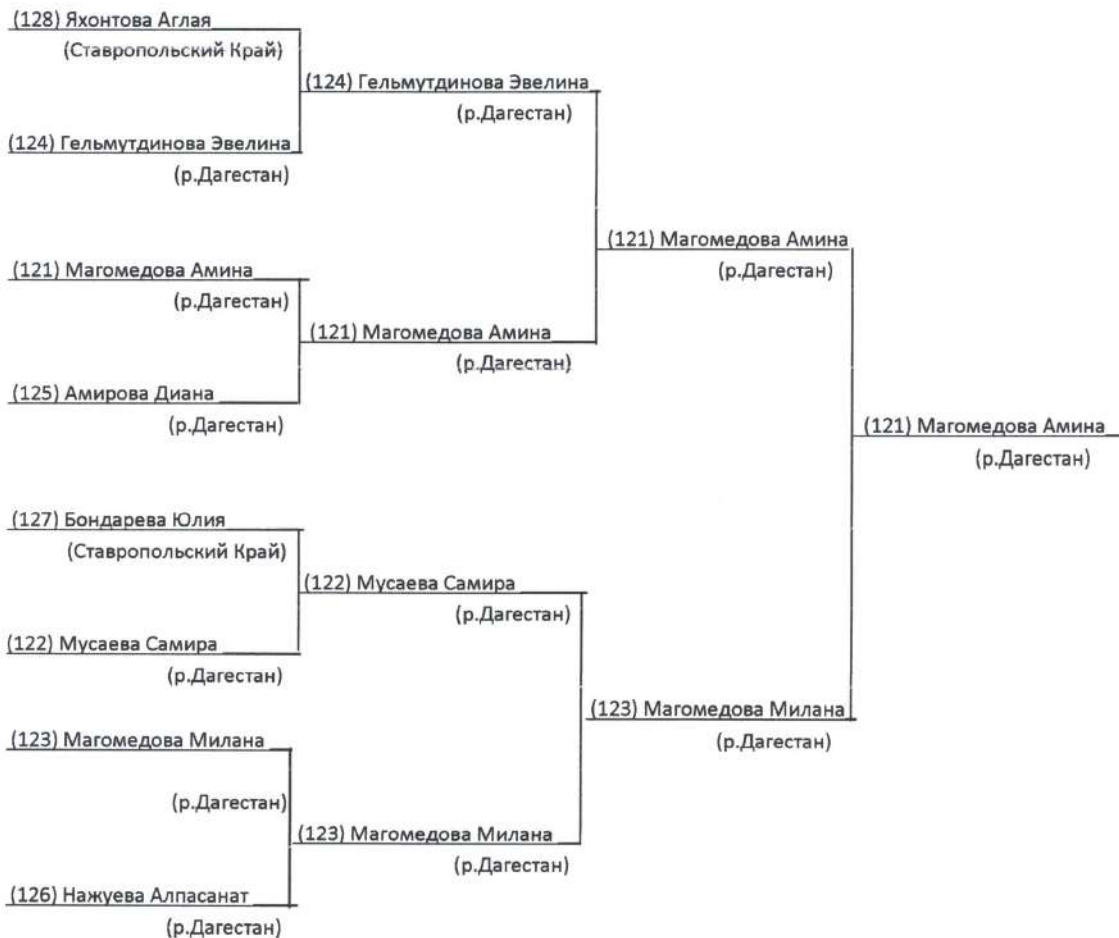 (128) Яхонтова Аглая
(Ставропольский Край)
(124) Гельмутдинова Эвелина
(р.Дагестан)
(124) Гельмутдинова Эвелина
(р.Дагестан)
(121) Магомедова Амина
(р.Дагестан)
(121) Магомедова Амина
(р.Дагестан)
(121) Магомедова Амина
(р.Дагестан)
(125) Амирова Диана
(р.Дагестан)
(121) Магомедова Амина
(р.Дагестан)
(127) Бондарева Юлия
(Ставропольский Край)
(122) Мусаева Самира
(р.Дагестан)
(122) Мусаева Самира
(р.Дагестан)
(123) Магомедова Милана
(р.Дагестан)
(123) Магомедова Милана
(р.Дагестан)
(123) Магомедова Милана
(р.Дагестан)
(126) Нажуева Алпасанат
(р.Дагестан)